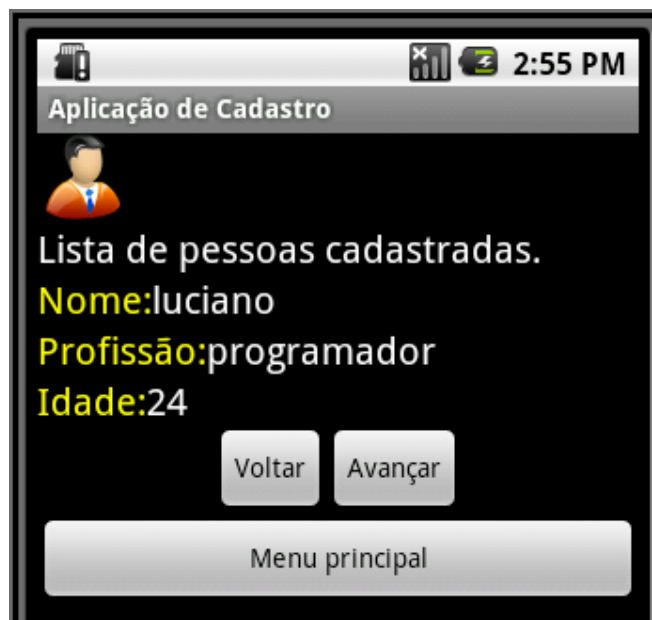 2:55 PM
Aplicação de Cadastro
Lista de pessoas cadastradas.
Nome:luciano
Profissão:programador
Idade:24
Voltar Avançar
Menu principal